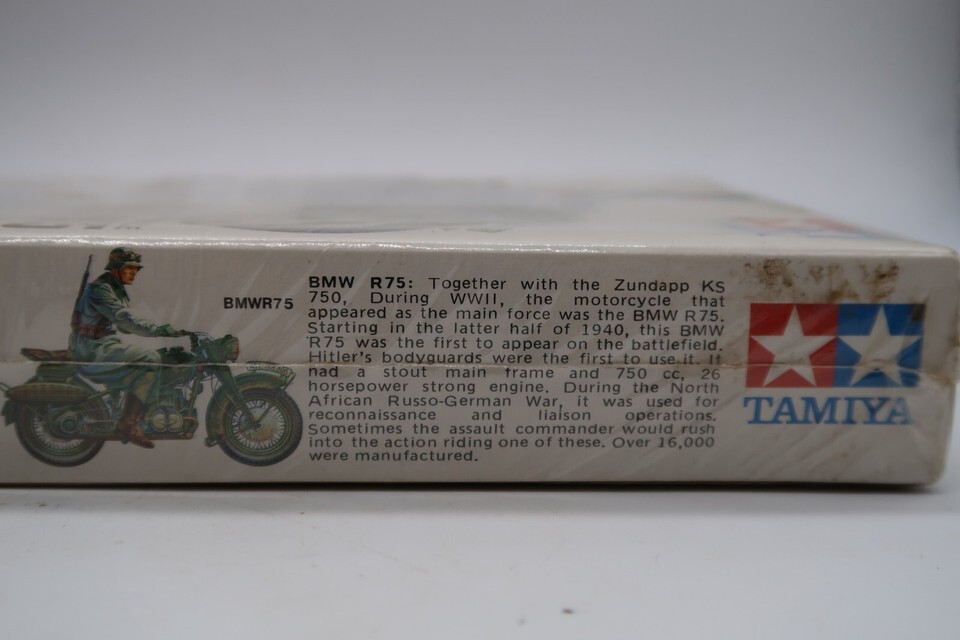 BMWR75
BMW R75: Together with the Zundapp KS
750, During WWII, the motorcycle that
appeared as the main force was the BMW R75.
Starting in the latter half of 1940, this BMW
R75 was the first to appear on the battlefield.
Hitler's bodyguards were the first to use it. It
had a stout main frame and 750 cc, 26
horsepower strong engine. During the North
African Russo-German War, it was used for
reconnaissance and liaison operations.
Sometimes the assault commander would rush
into the action riding one of these. Over 16,000
were manufactured.
TAMIYA